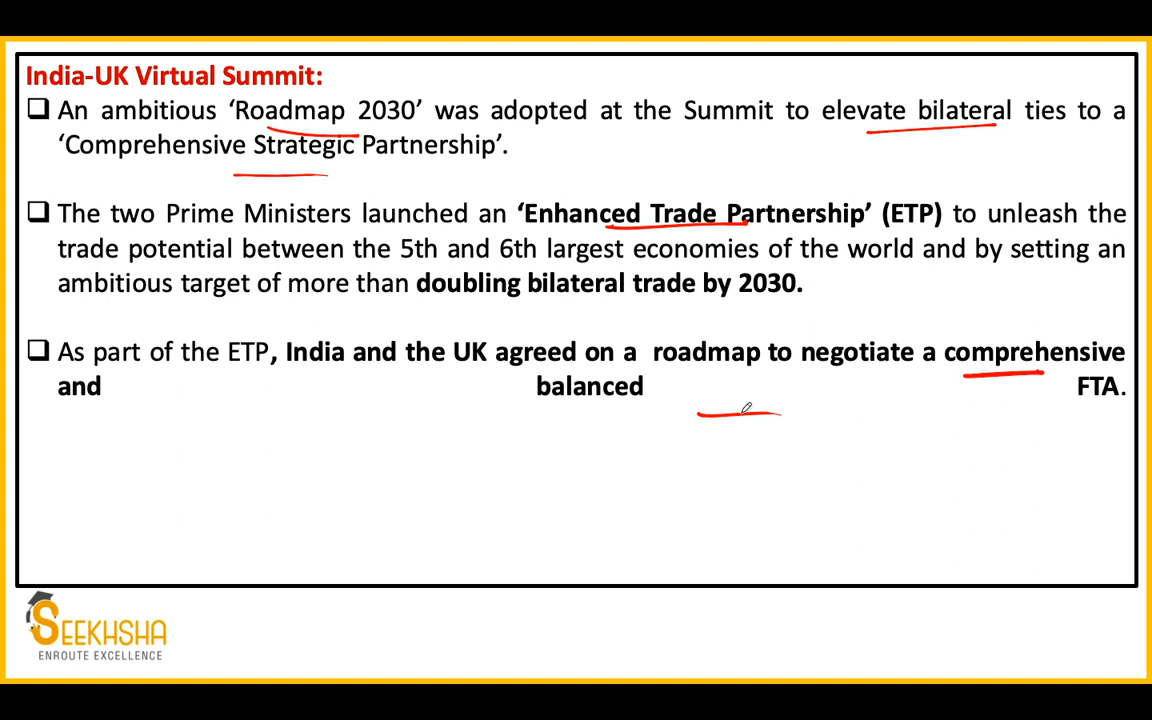 India-UK Virtual Summit:
❑ An ambitious ‘Roadmap 2030’ was adopted at the Summit to elevate bilateral ties to a
‘Comprehensive Strategic Partnership’.
❑ The two Prime Ministers launched an ‘Enhanced Trade Partnership’ (ETP) to unleash the
trade potential between the 5th and 6th largest economies of the world and by setting an
ambitious target of more than doubling bilateral trade by 2030.
❑ As part of the ETP, India and the UK agreed on a roadmap to negotiate a comprehensive
and balanced FTA.
SEEKHSHA
ENROUTE EXCELLENCE